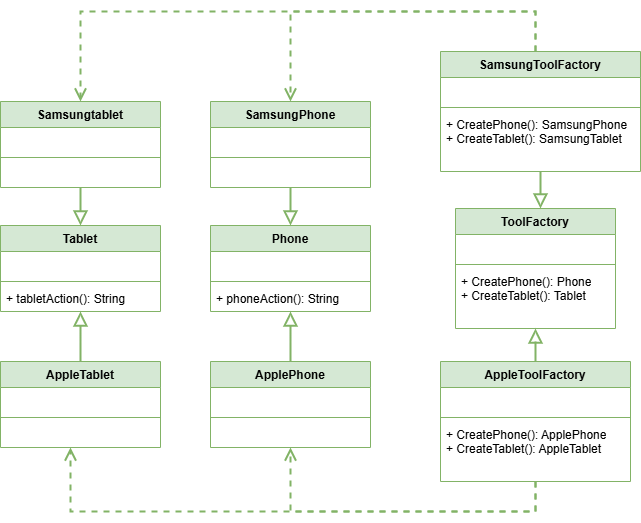 SamsungToolFactory
+ CreatePhone(): SamsungPhone
+ CreateTablet(): SamsungTablet
Samsungtablet
SamsungPhone
Tablet
+ tabletAction(): String
Phone
+ phoneAction(): String
ToolFactory
+ CreatePhone(): Phone
+ CreateTablet(): Tablet
AppleTablet
ApplePhone
AppleToolFactory
+ CreatePhone(): ApplePhone
+ CreateTablet(): AppleTablet